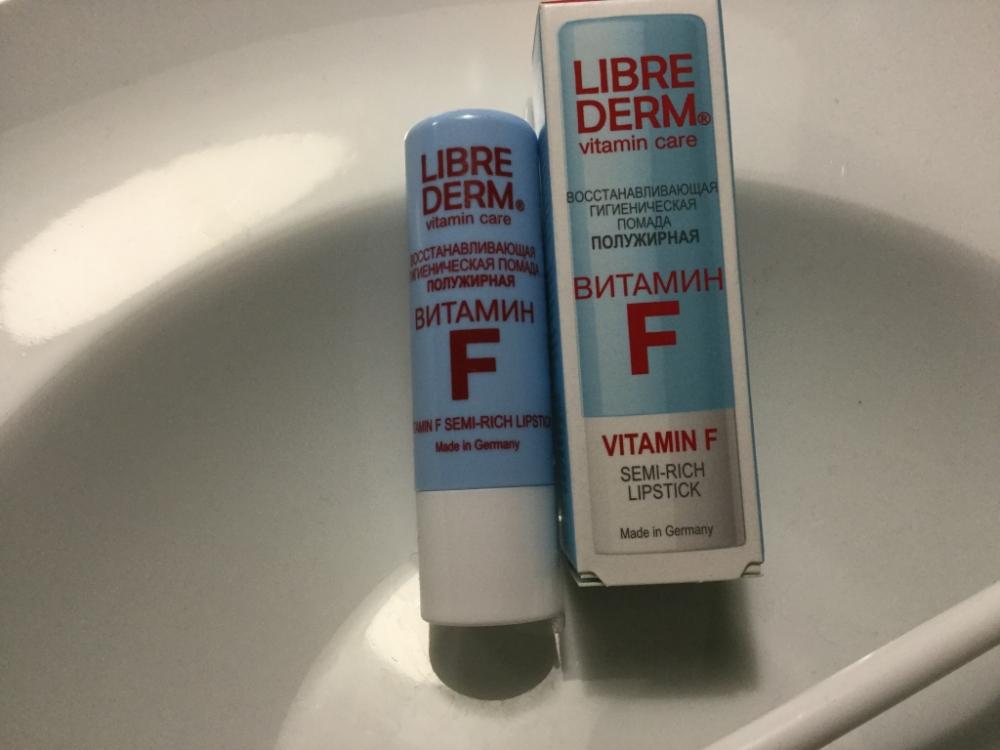 LIBRE
DERM®
vitamin care
ВОССТАНАВЛИВАЮЩАЯ
ГИГИЕНИЧЕСКАЯ ПОМАДА
ПОЛУЖИРНАЯ
ВИТАМИН
F
VITAMIN F SEMI-RICH LIPSTICK
Made in Germany
LIBRE
DERM®
vitamin care
ВОССТАНАВЛИВАЮЩАЯ
ГИГИЕНИЧЕСКАЯ
ПОМАДА
ПОЛУЖИРНАЯ
ВИТАМИН
F
VITAMIN F
SEMI-RICH
LIPSTICK
Made in Germany